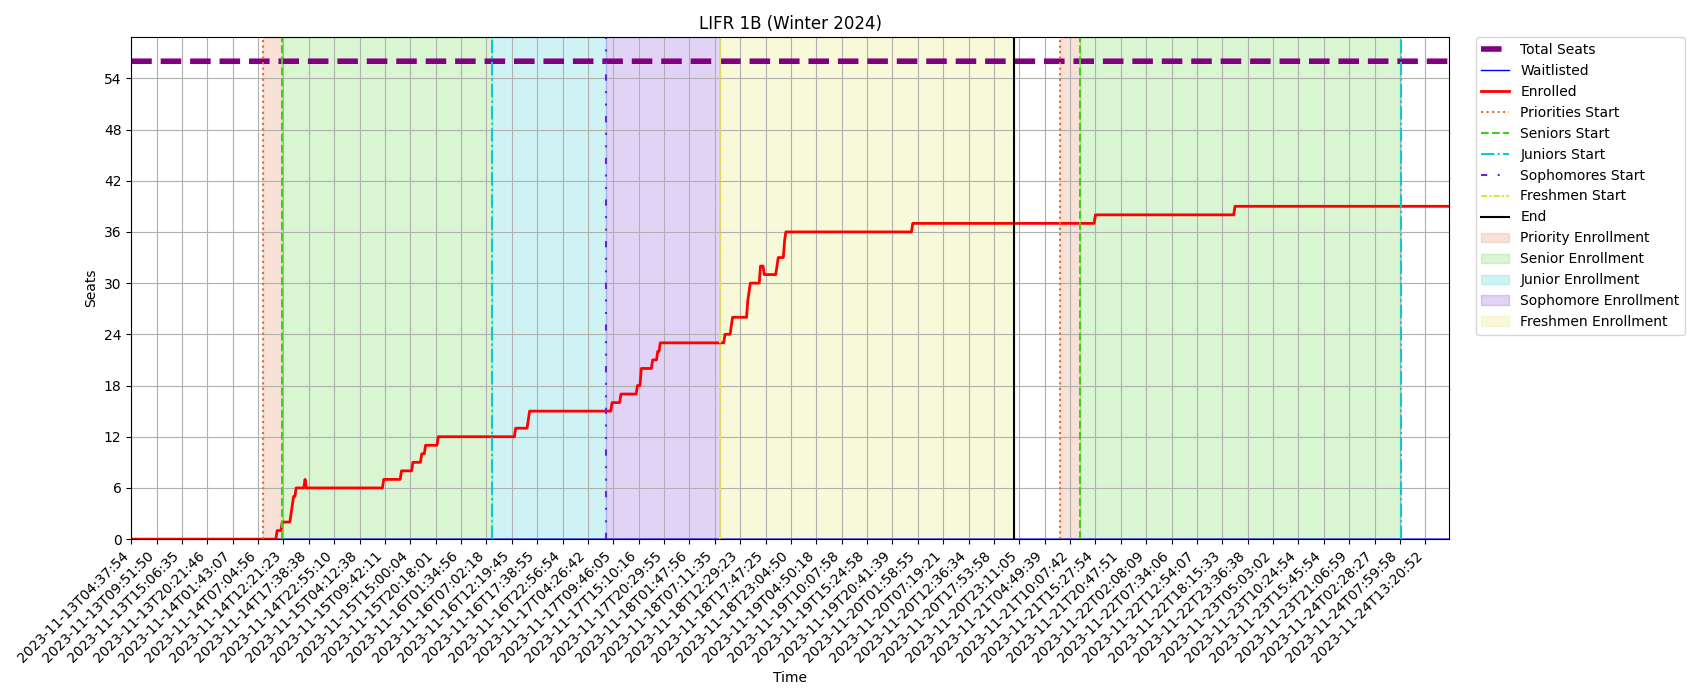 LIFR 1B (Winter 2024)
54
48
42
36
30
24
18
12
6
0
Seats
2023-11-13T04:37:54
2023-11-13T09:51:50
2023-11-13T15:06:35
2023-11-13T20:21:46
2023-11-14T01:43:07
2023-11-14T07:04:56
2023-11-14T12:21:23
2023-11-14T17:38:38
2023-11-14T22:55:10
2023-11-15T04:12:38
2023-11-15T09:42:11
2023-11-15T15:00:04
2023-11-15T20:18:01
2023-11-16T01:34:56
2023-11-16T07:02:18
2023-11-16T12:19:45
2023-11-16T17:38:55
2023-11-16T22:56:54
2023-11-17T04:26:42
2023-11-17T09:46:05
2023-11-17T15:10:16
2023-11-17T20:29:55
2023-11-18T01:47:56
2023-11-18T07:11:35
2023-11-18T12:29:23
2023-11-18T17:47:25
2023-11-18T23:04:50
2023-11-19T04:50:18
2023-11-19T10:07:58
2023-11-19T15:24:58
2023-11-19T20:41:39
2023-11-20T01:58:55
2023-11-20T07:19:21
2023-11-20T12:36:34
2023-11-20T17:53:58
2023-11-20T23:11:05
2023-11-21T04:49:39
2023-11-21T10:07:42
2023-11-21T15:27:54
2023-11-21T20:47:51
2023-11-22T02:08:09
2023-11-22T07:34:06
2023-11-22T12:54:07
2023-11-22T18:15:33
2023-11-22T23:36:38
2023-11-23T05:03:02
2023-11-23T10:24:54
2023-11-23T15:45:54
2023-11-23T21:06:59
2023-11-24T02:28:27
2023-11-24T07:59:58
2023-11-24T13:20:52
Time
Total Seats
Waitlisted
Enrolled
Priorities Start
Seniors Start
Juniors Start
Sophomores Start
Freshmen Start
End
Priority Enrollment
Senior Enrollment
Junior Enrollment
Sophomore Enrollment
Freshmen Enrollment